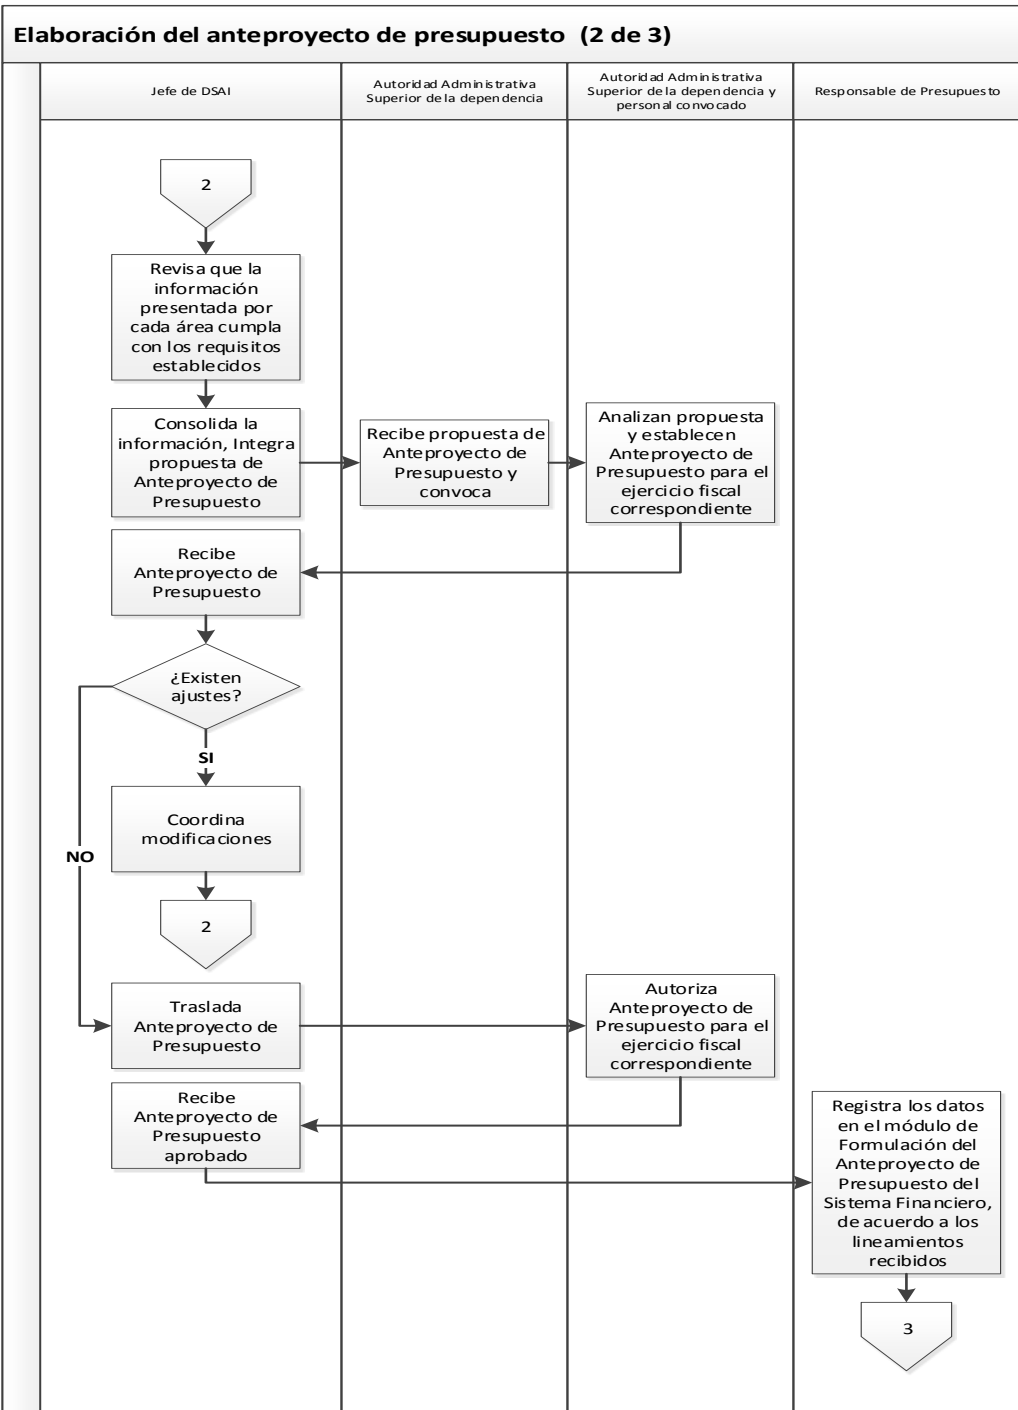 Elaboración del anteproyecto de presupuesto (2 de 3)
Jefe de DSAI
Autoridad Administrativa
Superior de la dependencia
Autoridad Administrativa
Superior de la dependencia y
personal convocado
Responsable de Presupuesto
2
Revisa que la
información
presentada por
cada área cumpla
con los requisitos
establecidos
Consolida la
información, Integra
propuesta de
Anteproyecto de
Presupuesto
Recibe propuesta de
Anteproyecto de
Presupuesto y
convoca
Analizan propuesta
y establecen
Anteproyecto de
Presupuesto para el
ejercicio fiscal
correspondiente
Recibe
Anteproyecto de
Presupuesto
¿Existen
ajustes?
SI
Coordina
modificaciones
NO
2
Traslada
Anteproyecto de
Presupuesto
Autoriza
Anteproyecto de
Presupuesto para el
ejercicio fiscal
correspondiente
Recibe
Anteproyecto de
Presupuesto
aprobado
Registra los datos
en el módulo de
Formulación del
Anteproyecto de
Presupuesto del
Sistema Financiero,
de acuerdo a los
lineamientos
recibidos
3